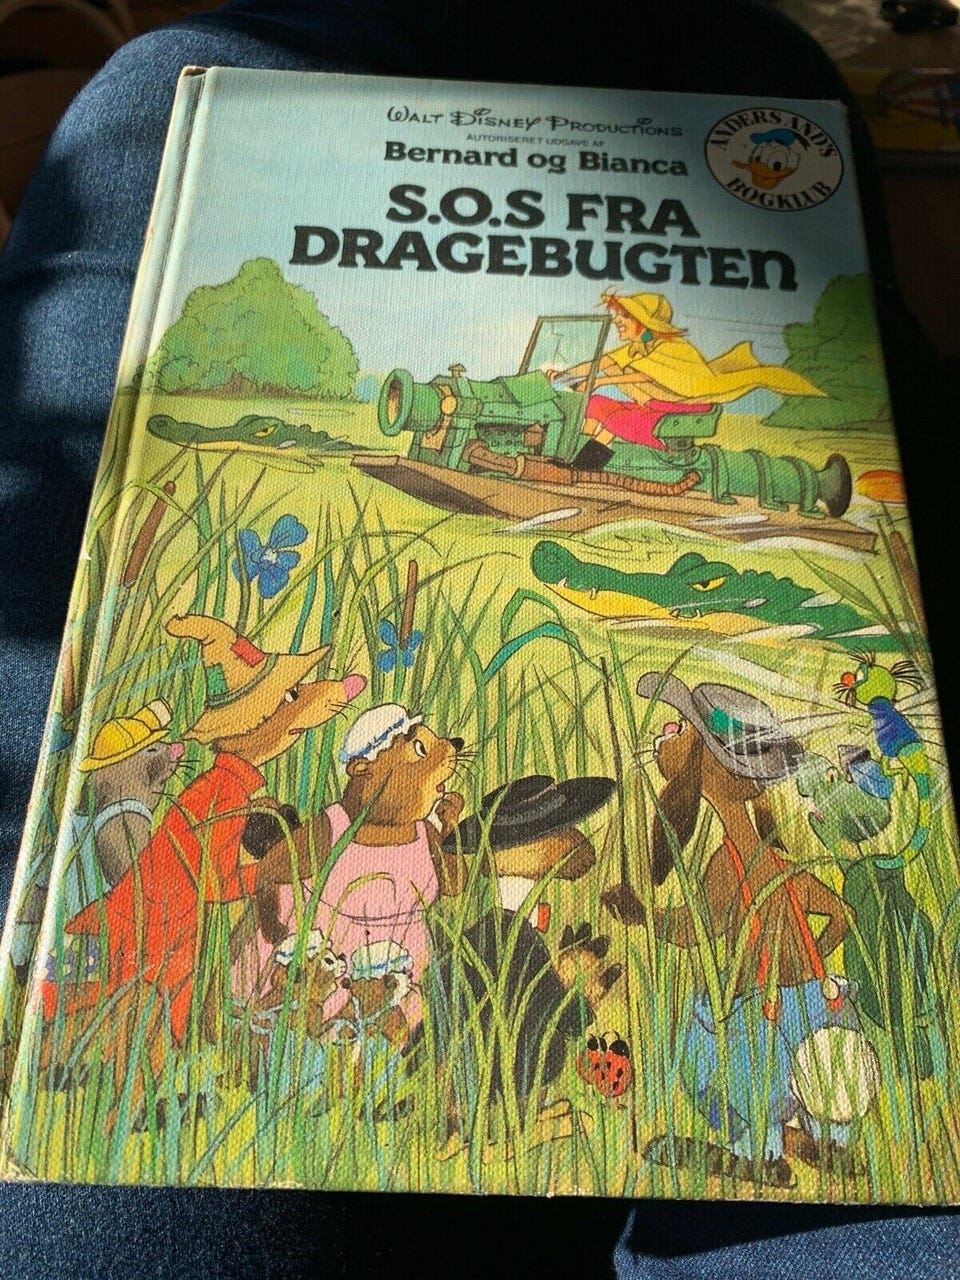 WALT DISNEY PRODUCTIONS
AUTORISERET UDGAVE AF
Bernard og Bianca
S.O.S FRA
DRAGEBUGTEN
ANDERS AND'S
BOGKLUB